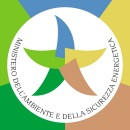 MINISTERO DELL'AMBIENTE E DELLA SICUREZZA ENERGETICA